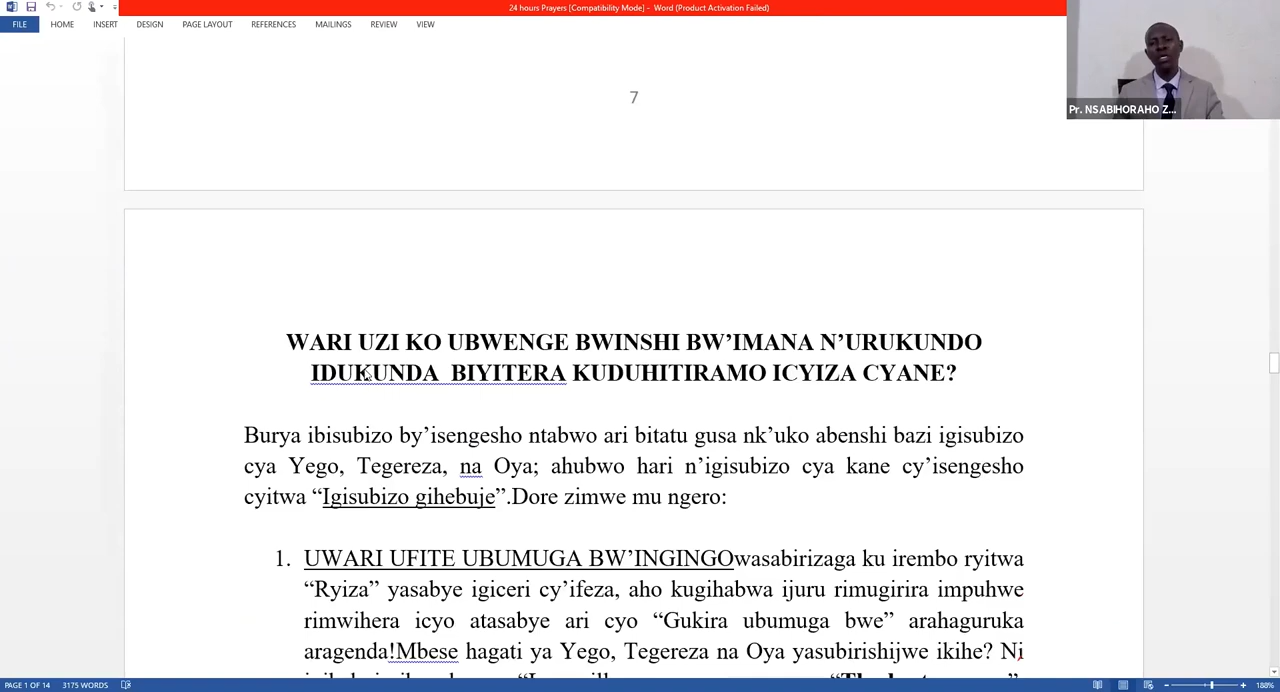 24 hours Prayers [Compatibility Mode] - Word (Product Activation Failed)
FILE HOME INSERT DESIGN PAGE LAYOUT REFERENCES MAILINGS REVIEW VIEW
Pr. NSABIHORAHO Z...
7
WARI UZI KO UBWENGE BWINSHI BW’IMANA N’URUKUNDO
IDUKUNDA BIYITERA KUDUHITIRAMO ICYIZA CYANE?
Burya ibisubizo by’isengesho ntabwo ari bitatu gusa nk’uko abenshi bazi igisubizo
cya Yego, Tegereza, na Oya; ahubwo hari n’igisubizo cya kane cy’isengesho
cyitwa “Igisubizo gihebuje”.Dore zimwe mu ngero:
1. UWARI UFITE UBUMUGA BW’INGINGOwasabirizaga ku irembo ryitwa
“Ryiza” yasabye igiceri cy’ifeza, aho kugihabwa ijuru rimugirira impuhwe
rimwihera icyo atasabye ari cyo “Gukira ubumuga bwe” arahaguruka
aragenda!Mbese hagati ya Yego, Tegereza na Oya yasubirishijwe ikihe? Ni
PAGE 1 OF 14 3175 WORDS 188%